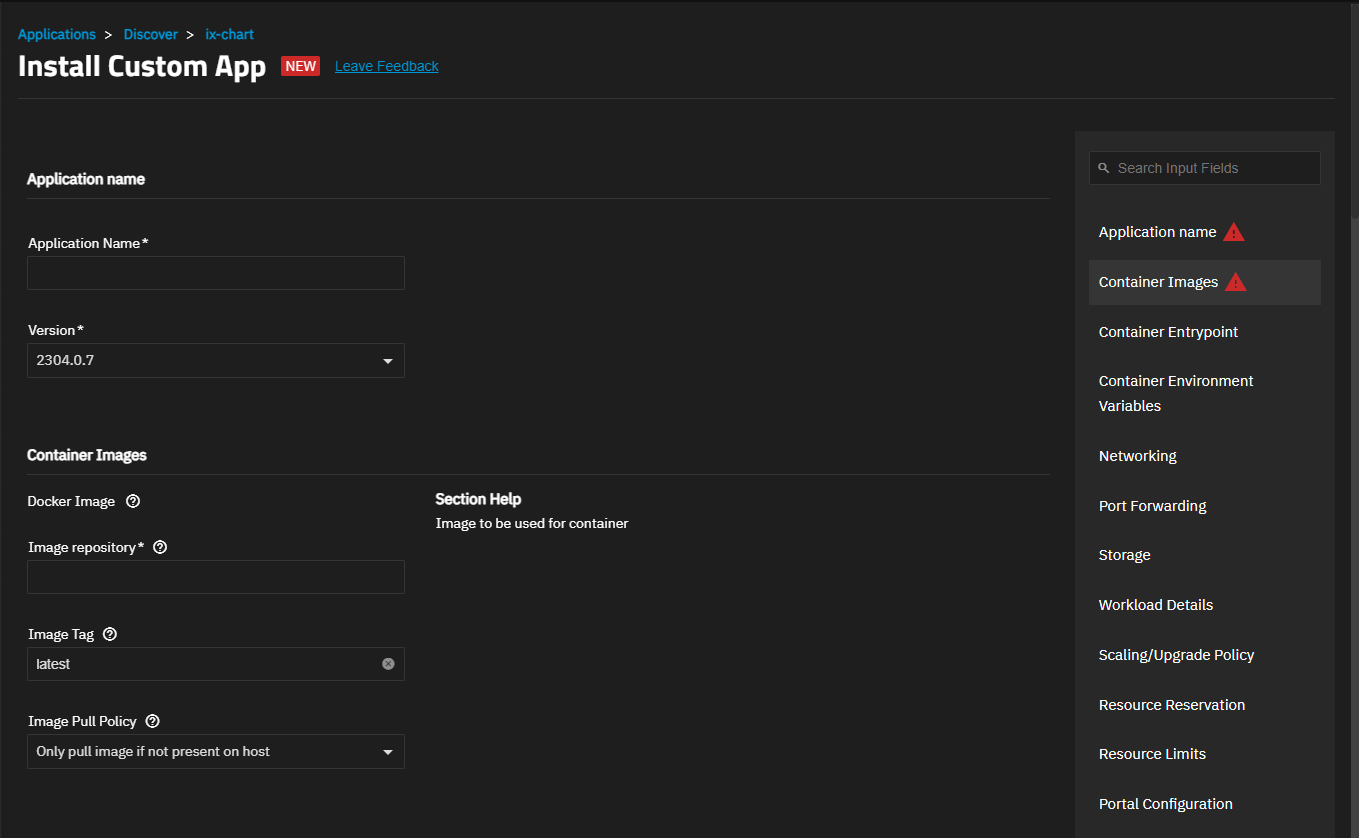 Applications > Discover > ix-chart
Install Custom App NEW Leave Feedback
Application name
Application Name*
Version*
2304.0.7
Container Images
Docker Image
Section Help
Image to be used for container
Image repository*
Image Tag
latest
Image Pull Policy
Only pull image if not present on host
Search Input Fields
Application name
Container Images
Container Entrypoint
Container Environment
Variables
Networking
Port Forwarding
Storage
Workload Details
Scaling/Upgrade Policy
Resource Reservation
Resource Limits
Portal Configuration